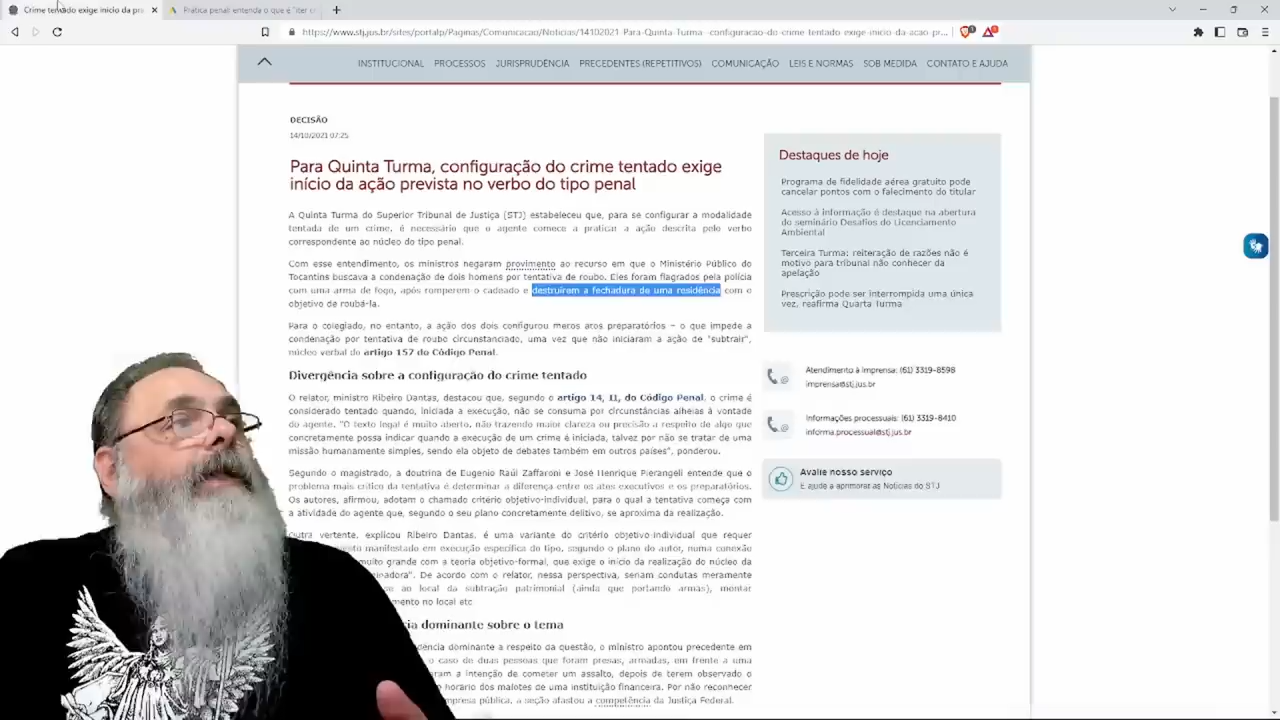 Crime tentado exige início da pr
Prática penal: entenda o que é "iter cr
https://www.stj.jus.br/sites/portalp/Paginas/Comunicacao/Noticias/14102021-Para-Quinta-Turma--configuracao-do-crime-tentado-exige-inicio-da-acao-pr...
INSTITUCIONAL PROCESSOS JURISPRUDÊNCIA PRECEDENTES (REPETITIVOS) COMUNICAÇÃO LEIS E NORMAS SOB MEDIDA CONTATO E AJUDA
DECISÃO
14/10/2021 07:25
Para Quinta Turma, configuração do crime tentado exige
início da ação prevista no verbo do tipo penal
A Quinta Turma do Superior Tribunal de Justiça (STJ) estabeleceu que, para se configurar a modalidade
tentada de um crime, é necessário que o agente comece a praticar a ação descrita pelo verbo
correspondente ao núcleo do tipo penal.
Com esse entendimento, os ministros negaram provimento ao recurso em que o Ministério Público do
Tocantins buscava a condenação de dois homens por tentativa de roubo. Eles foram flagrados pela polícia
com uma arma de fogo, após romperem o cadeado e destruírem a fechadura de uma residência com o
objetivo de roubá-la.
Para o colegiado, no entanto, a ação dos dois configurou meros atos preparatórios – o que impede a
condenação por tentativa de roubo circunstanciado, uma vez que não iniciaram a ação de "subtrair",
núcleo verbal do artigo 157 do Código Penal.
Divergência sobre a configuração do crime tentado
O relator, ministro Ribeiro Dantas, destacou que, segundo o artigo 14, II, do Código Penal, o crime é
considerado tentado quando, iniciada a execução, não se consuma por circunstâncias alheias à vontade
do agente. "O texto legal é muito aberto, não trazendo maior clareza ou precisão a respeito de algo que
concretamente possa indicar quando a execução de um crime é iniciada, talvez por não se tratar de uma
missão humanamente simples, sendo ela objeto de debates também em outros países", ponderou.
Segundo o magistrado, a doutrina de Eugenio Raúl Zaffaroni e José Henrique Pierangeli entende que o
problema mais crítico da tentativa é determinar a diferença entre os atos executivos e os preparatórios.
Os autores, afirmou, adotam o chamado critério objetivo-individual, para o qual a tentativa começa com
a atividade do agente que, segundo o seu plano concretamente delitivo, se aproxima da realização.
Outra vertente, explicou Ribeiro Dantas, é uma variante do critério objetivo-individual que requer
manifestado em execução específica do tipo, segundo o plano do autor, numa conexão
muito grande com a teoria objetivo-formal, que exige o início da realização do núcleo da
De acordo com o relator, nessa perspectiva, seriam condutas meramente
ao local da subtração patrimonial (ainda que portando armas), montar
no local etc
dominante sobre o tema
dominante a respeito da questão, o ministro apontou precedente em
o caso de duas pessoas que foram presas, armadas, em frente a uma
a intenção de cometer um assalto, depois de terem observado o
horário dos malotes de uma instituição financeira. Por não reconhecer
empresa pública, a seção afastou a competência da Justiça Federal.
Destaques de hoje
Programa de fidelidade aérea gratuito pode
cancelar pontos com o falecimento do titular
Acesso à informação é destaque na abertura
do seminário Desafios do Licenciamento
Ambiental
Terceira Turma: reiteração de razões não é
motivo para tribunal não conhecer da
apelação
Prescrição pode ser interrompida uma única
vez, reafirma Quarta Turma
Atendimento à imprensa: (61) 3319-8598
imprensa@stj.jus.br
Informações processuais: (61) 3319-8410
informa.processual@stj.jus.br
Avalie nosso serviço
E ajude a aprimorar as Notícias do STJ